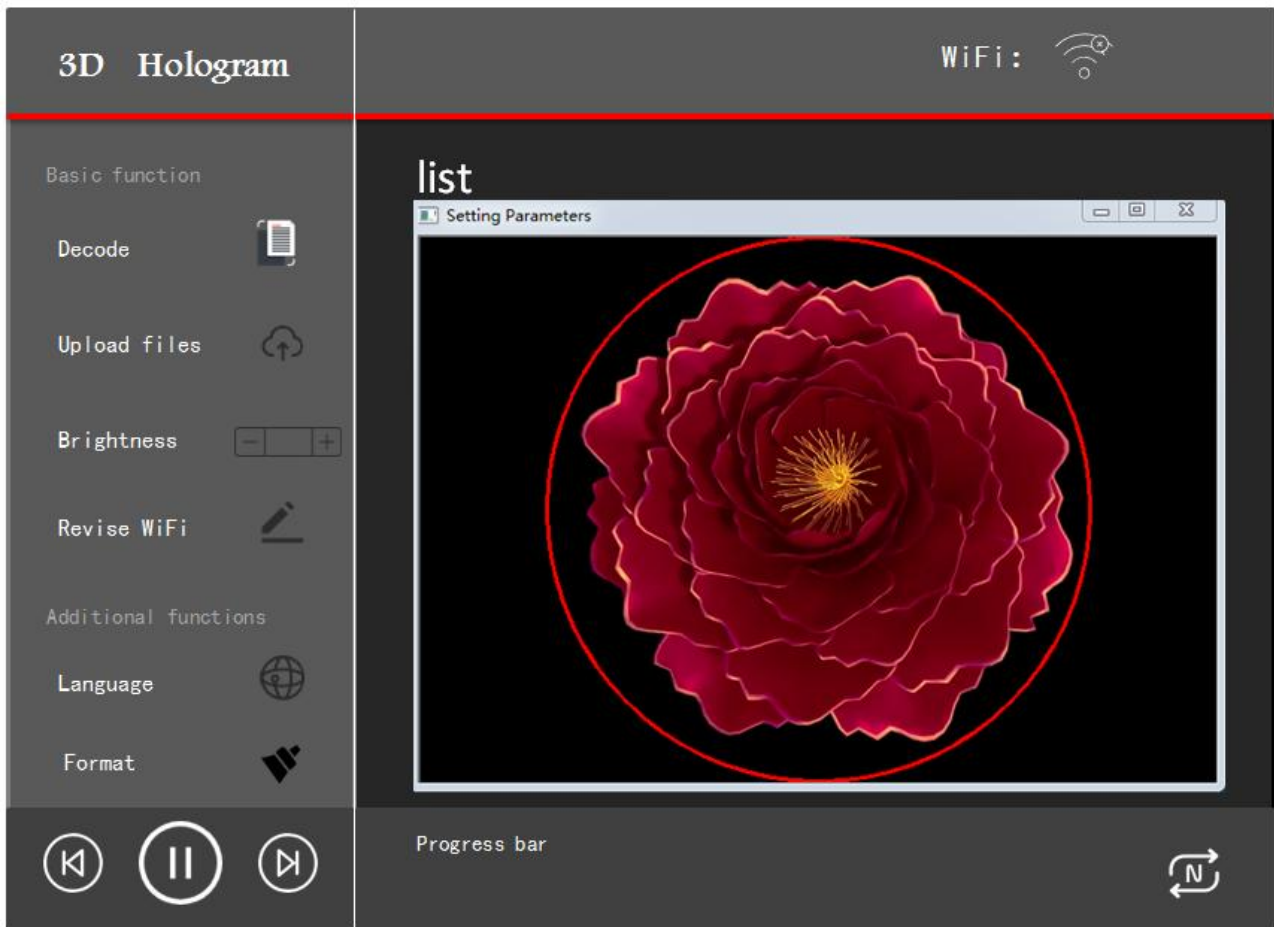 3D Hologram
WiFi:
Basic function
Decode
Upload files
Brightness
Revise WiFi
Additional functions
Language
Format
list
Setting Parameters
Progress bar
N